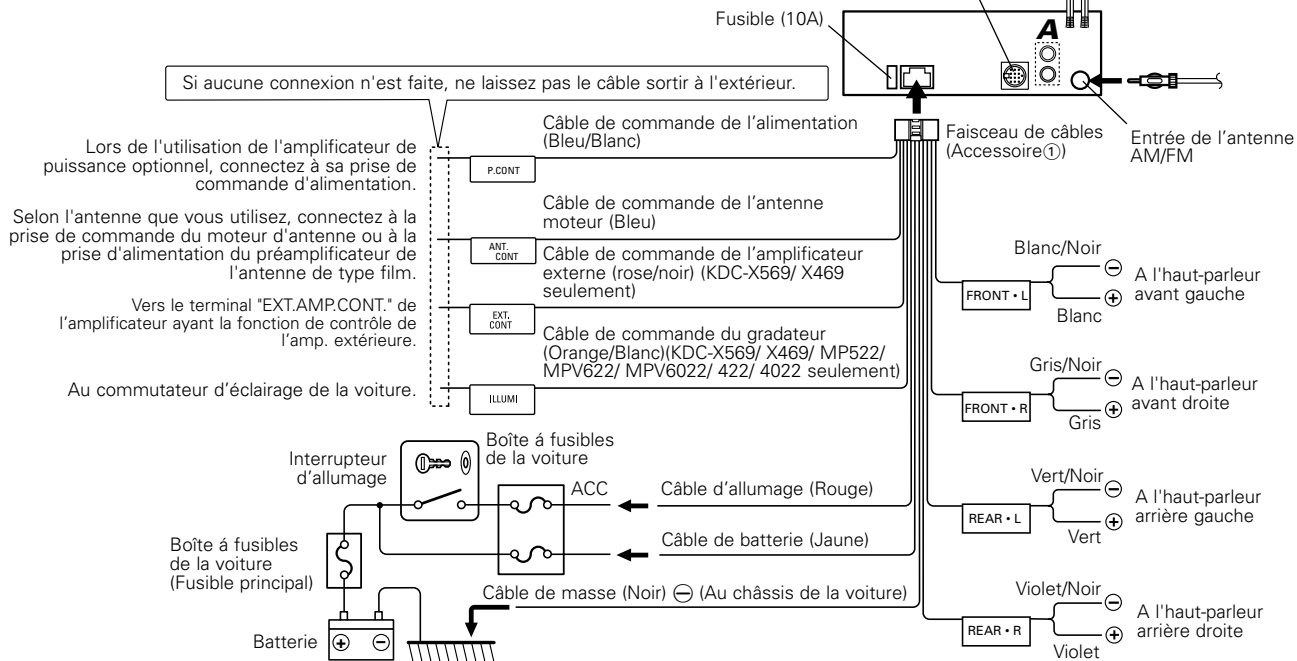 Fusible (10A)
A
Si aucune connexion n'est faite, ne laissez pas le câble sortir à l'extérieur.
Lors de l'utilisation de l'amplificateur de
puissance optionnel, connectez à sa prise de
commande d'alimentation.
P.CONT
Câble de commande de l'alimentation
(Bleu/Blanc)
Faisceau de câbles
(Accessoire①)
Entrée de l'antenne
AM/FM
Selon l'antenne que vous utilisez, connectez à la
prise de commande du moteur d'antenne ou à la
prise d'alimentation du préamplificateur de
l'antenne de type film.
ANT.
CONT
Câble de commande de l'antenne
moteur (Bleu)
Vers le terminal "EXT.AMP.CONT." de
l'amplificateur ayant la fonction de contrôle de
l'amp. extérieure.
EXT.
CONT
Câble de commande de l'amplificateur
externe (rose/noir) (KDC-X569/ X469
seulement)
Au commutateur d'éclairage de la voiture.
ILLUMI
Câble de commande du gradateur
(Orange/Blanc)(KDC-X569/ X469/ MP522/
MPV622/ MPV6022/ 422/ 4022 seulement)
Blanc/Noir
⊖
FRONT • L
⊕
Blanc
A l'haut-parleur
avant gauche
Gris/Noir
⊖
FRONT • R
⊕
Gris
A l'haut-parleur
avant droite
Vert/Noir
⊖
REAR • L
⊕
Vert
A l'haut-parleur
arrière gauche
Violet/Noir
⊖
REAR • R
⊕
Violet
A l'haut-parleur
arrière droite
Interrupteur
d'allumage
Boîte á fusibles
de la voiture
ACC
Câble d'allumage (Rouge)
Câble de batterie (Jaune)
Boîte á fusibles
de la voiture
(Fusible principal)
Câble de masse (Noir) ⊖ (Au châssis de la voiture)
Batterie
⊕ ⊖